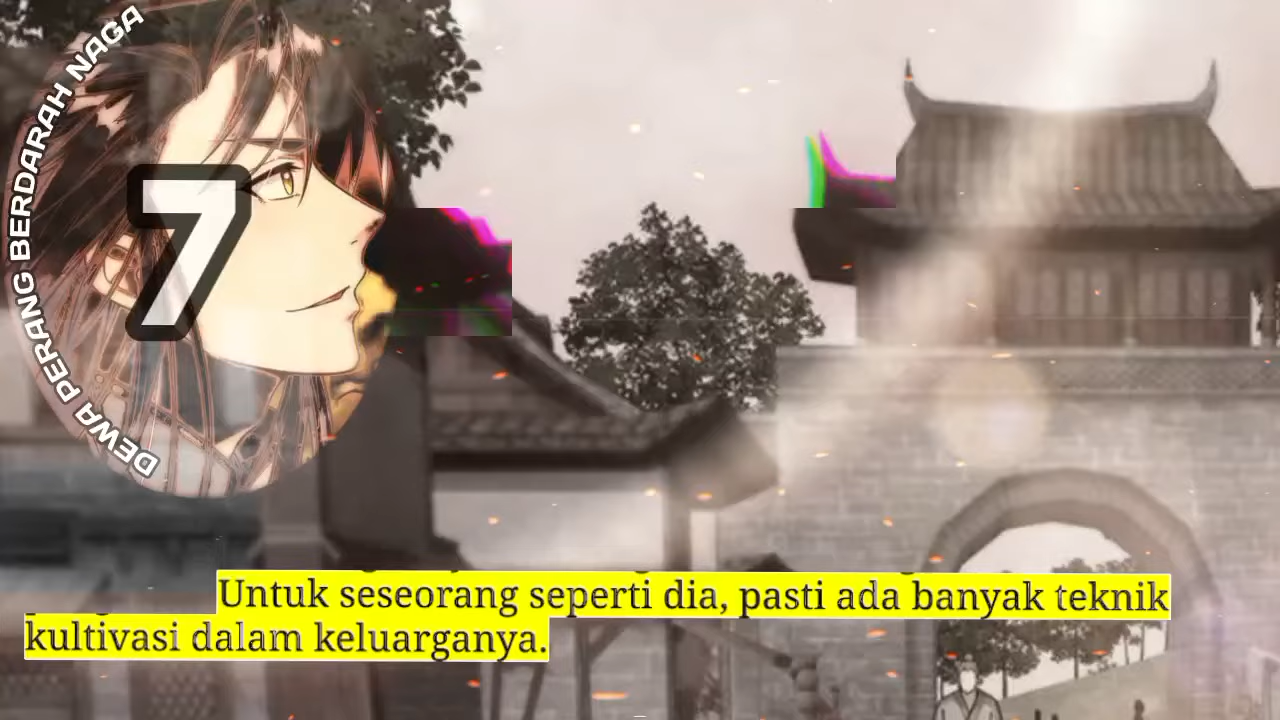 DEWA PERANG BERDARAH NAGA
7
Untuk seseorang seperti dia, pasti ada banyak teknik
kultivasi dalam keluarganya.